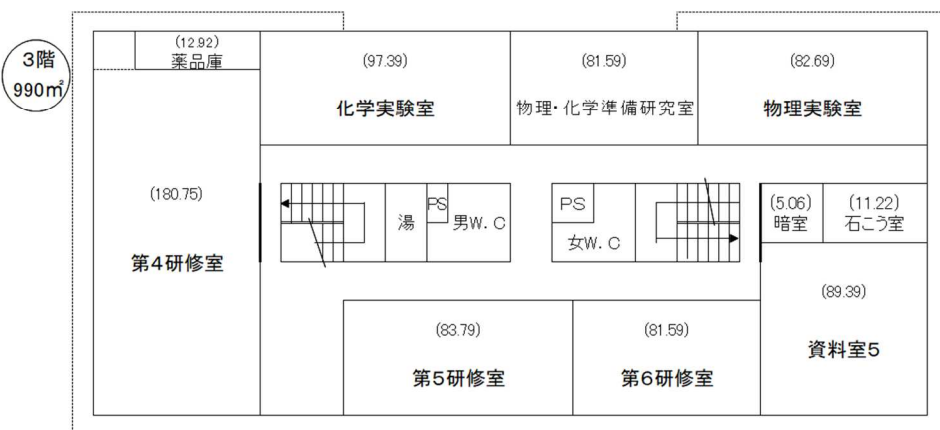 3階
990㎡
(12.92)
薬品庫
(97.39)
化学実験室
(81.59)
物理・化学準備研究室
(82.69)
物理実験室
(180.75)
第4研修室
湯
PS
男W.C
PS
女W.C
(5.06)
暗室
(11.22)
石こう室
(83.79)
第5研修室
(81.59)
第6研修室
(89.39)
資料室5